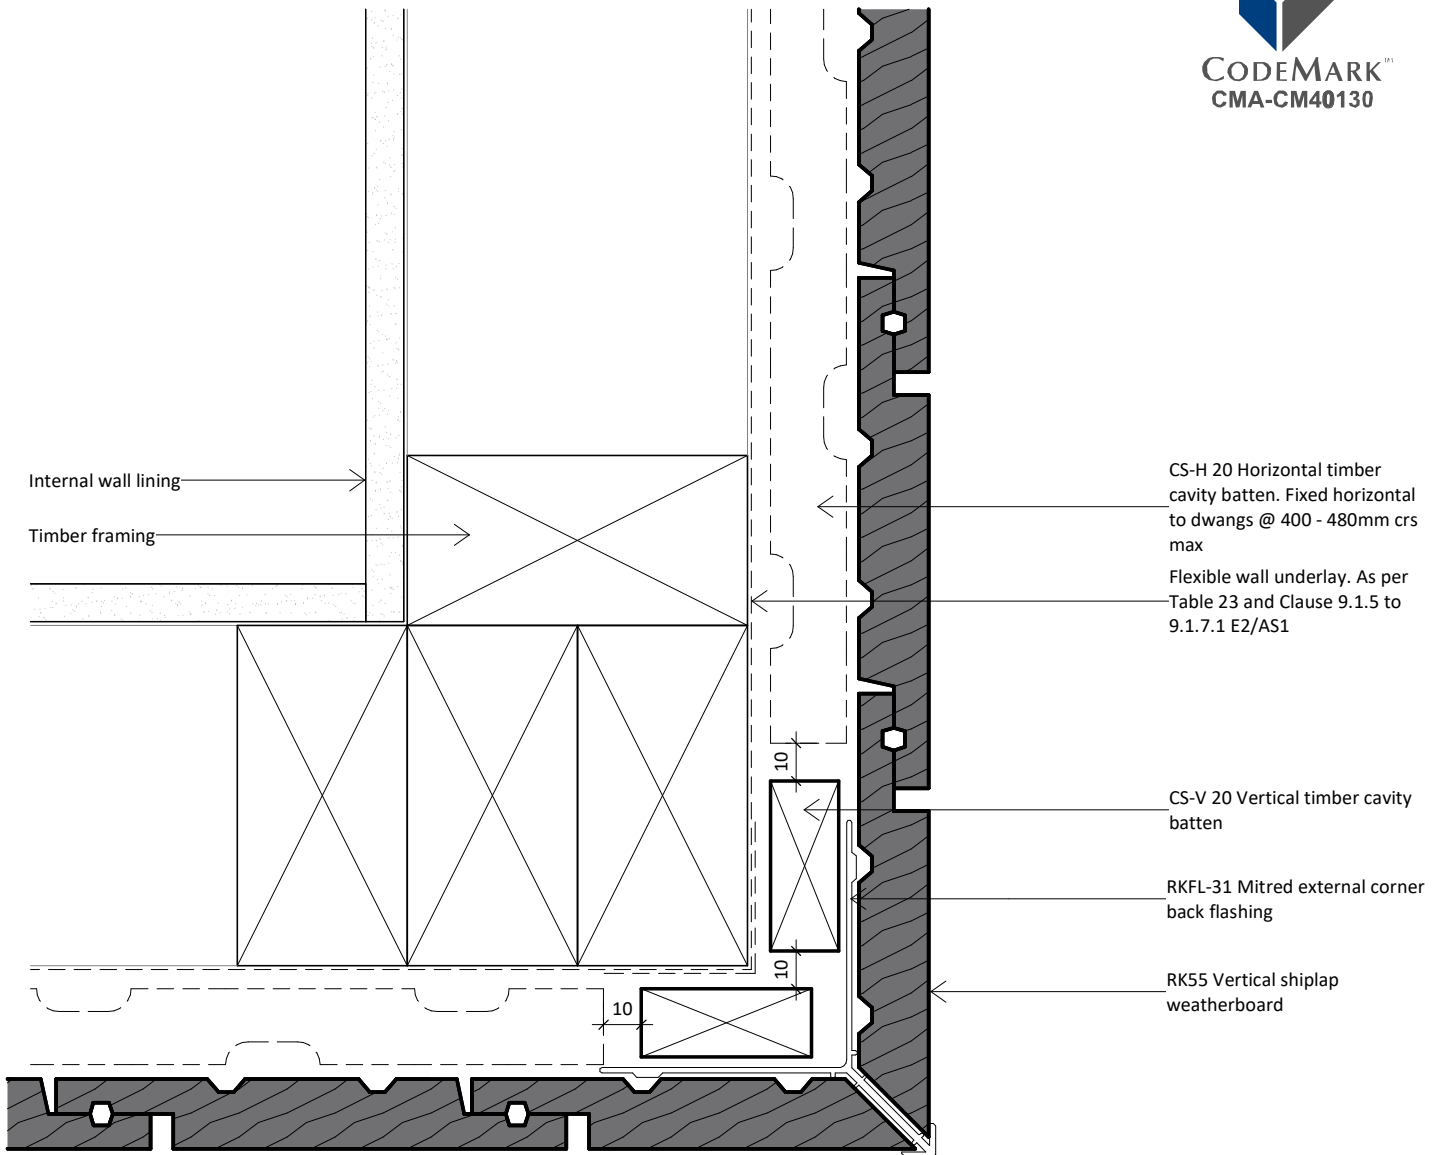 CODEMARK™
CMA-CM40130
Internal wall lining
Timber framing
CS-H 20 Horizontal timber
cavity batten. Fixed horizontal
to dwangs @ 400 - 480mm crs
max
Flexible wall underlay. As per
Table 23 and Clause 9.1.5 to
9.1.7.1 E2/AS1
10
CS-V 20 Vertical timber cavity
batten
RKFL-31 Mitred external corner
back flashing
10
RK55 Vertical shiplap
weatherboard
10